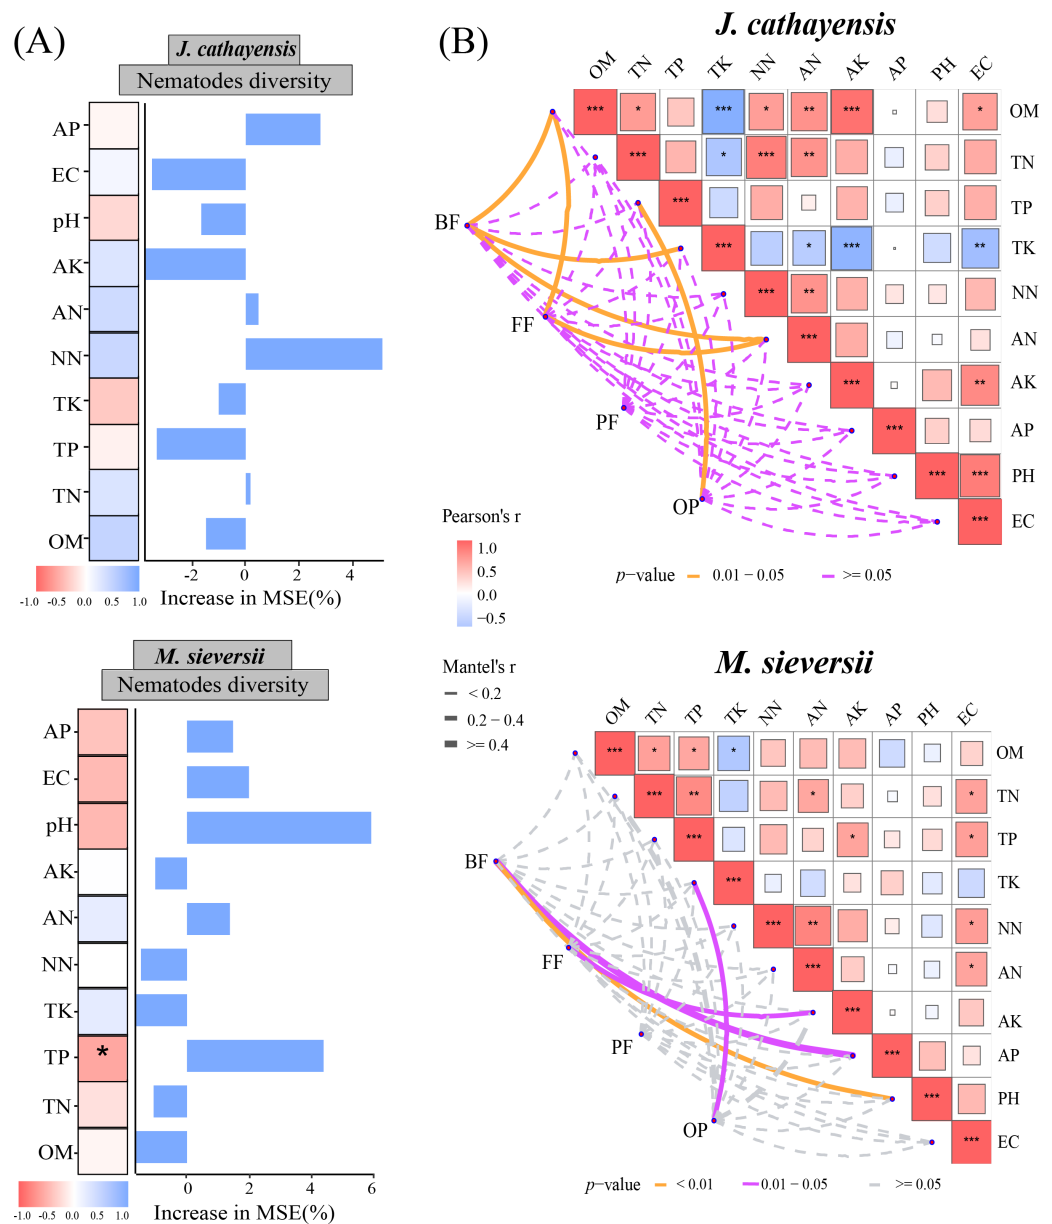 (A)
J. cathayensis
Nematodes diversity
AP
EC
pH
AK
AN
NN
TK
TP
TN
OM
-2 0 2 4
-1.0 -0.5 0.0 0.5 1.0
Increase in MSE(%)
M. sieversii
Nematodes diversity
AP
EC
pH
AK
AN
NN
TK
TP *
TN
OM
0 2 4 6
-1.0 -0.5 0.0 0.5 1.0
Increase in MSE(%)
(B)
J. cathayensis
OM TN TP TK NN AN AK AP PH EC
*** * *** * ** *** * OM
*** * *** ** TN
*** TP
*** * *** ** TK
*** ** NN
*** AN
*** ** AK
*** AP
*** *** PH
*** EC
BF
FF
PF
OP
Pearson's r
1.0
0.5
0.0
−0.5
p−value 0.01 − 0.05 >= 0.05
Mantel's r
< 0.2
0.2 − 0.4
>= 0.4
M. sieversii
OM TN TP TK NN AN AK AP PH EC
*** * * * OM
*** ** * * TN
*** * * TP
*** TK
*** ** * NN
*** * AN
*** AK
*** AP
*** PH
*** EC
BF
FF
PF
OP
p−value < 0.01 0.01 − 0.05 >= 0.05